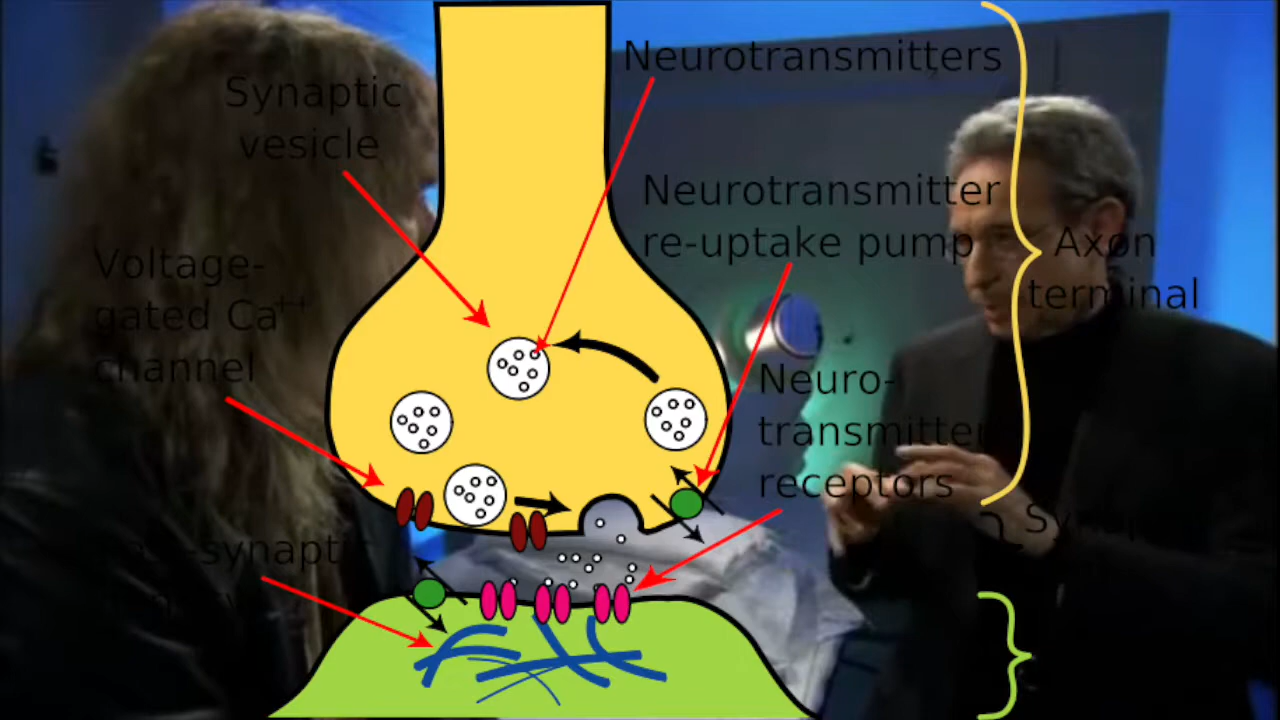 Neurotransmitters
Synaptic
vesicle
Neurotransmitter
re-uptake pump
Axon
terminal
Voltage-
gated Ca++
channel
Neuro-
transmitter
receptors